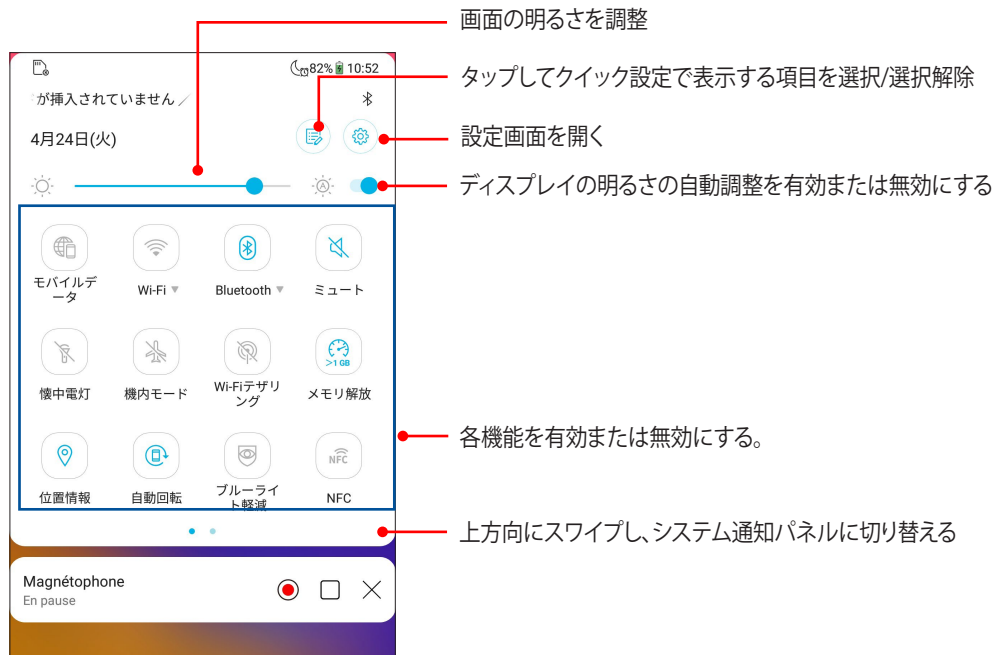 画面の明るさを調整
82% 10:52
タップしてクイック設定で表示する項目を選択/選択解除
が挿入されていません
4月24日(火)
設定画面を開く
A
ディスプレイの明るさの自動調整を有効または無効にする
モバイルデ
ータ
Wi-Fi
Bluetooth
ミュート
>1 GB
懐中電灯
機内モード
Wi-Fiテザリ
ング
メモリ解放
各機能を有効または無効にする。
NFC
位置情報
自動回転
ブルーライ
ト軽減
NFC
上方向にスワイプし、システム通知パネルに切り替える
Magnétophone
En pause